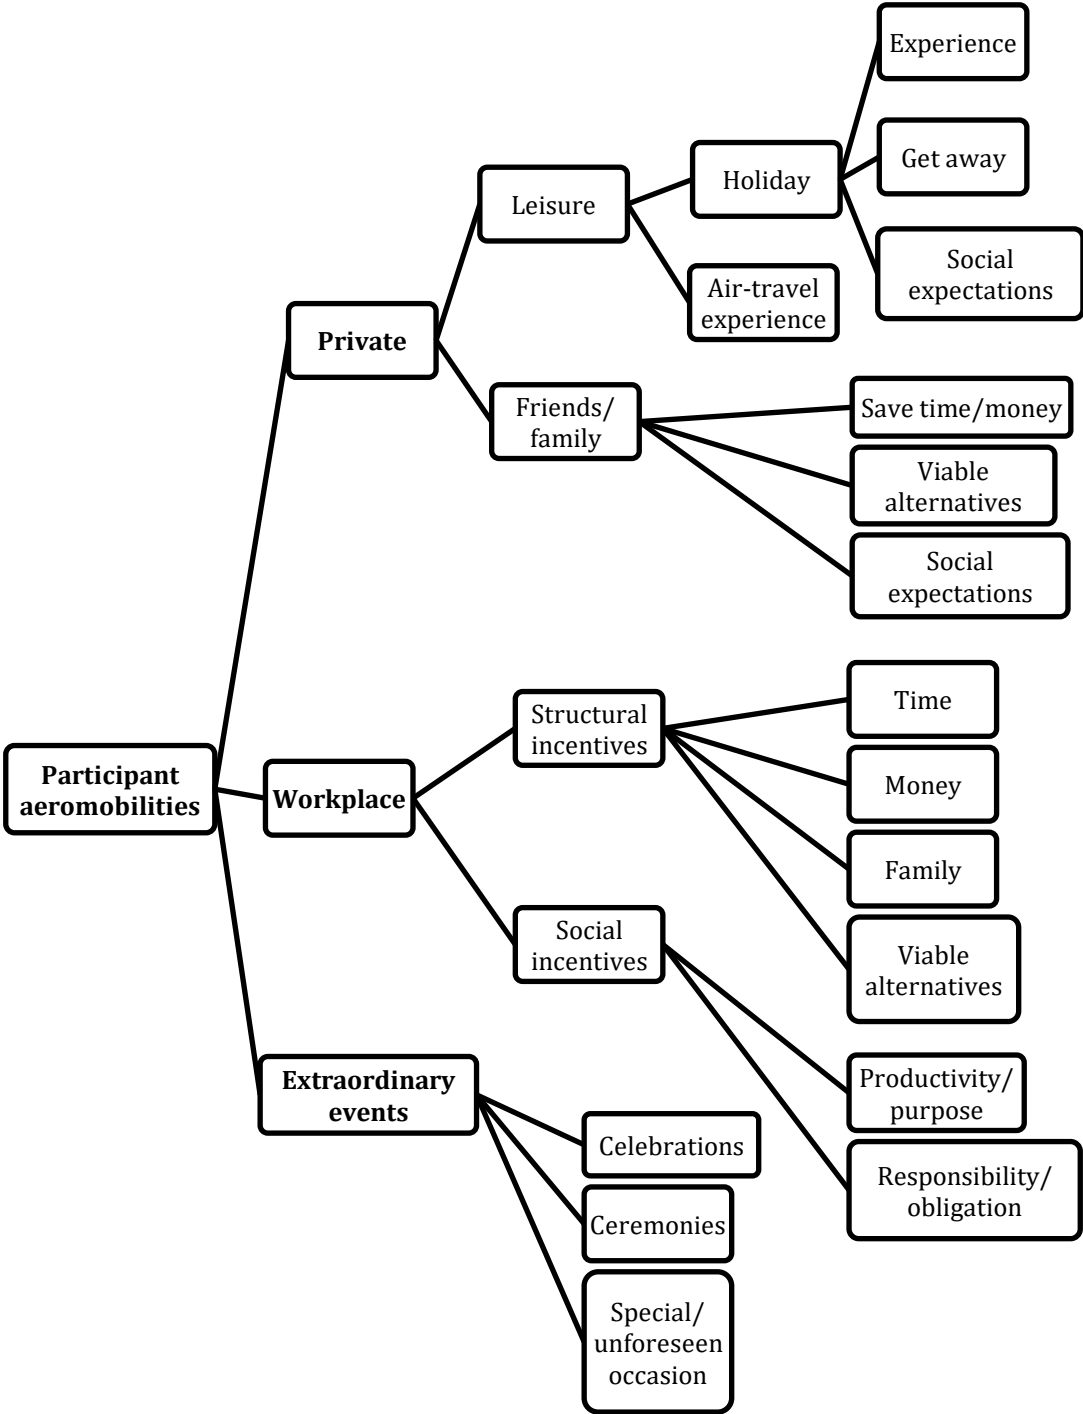 Experience
Get away
Holiday
Leisure
Social
expectations
Air-travel
experience
Private
Friends/
family
Save time/money
Viable
alternatives
Social
expectations
Structural
incentives
Time
Money
Participant
aeromobilities
Workplace
Family
Social
incentives
Viable
alternatives
Extraordinary
events
Productivity/
purpose
Celebrations
Responsibility/
obligation
Ceremonies
Special/
unforeseen
occasion